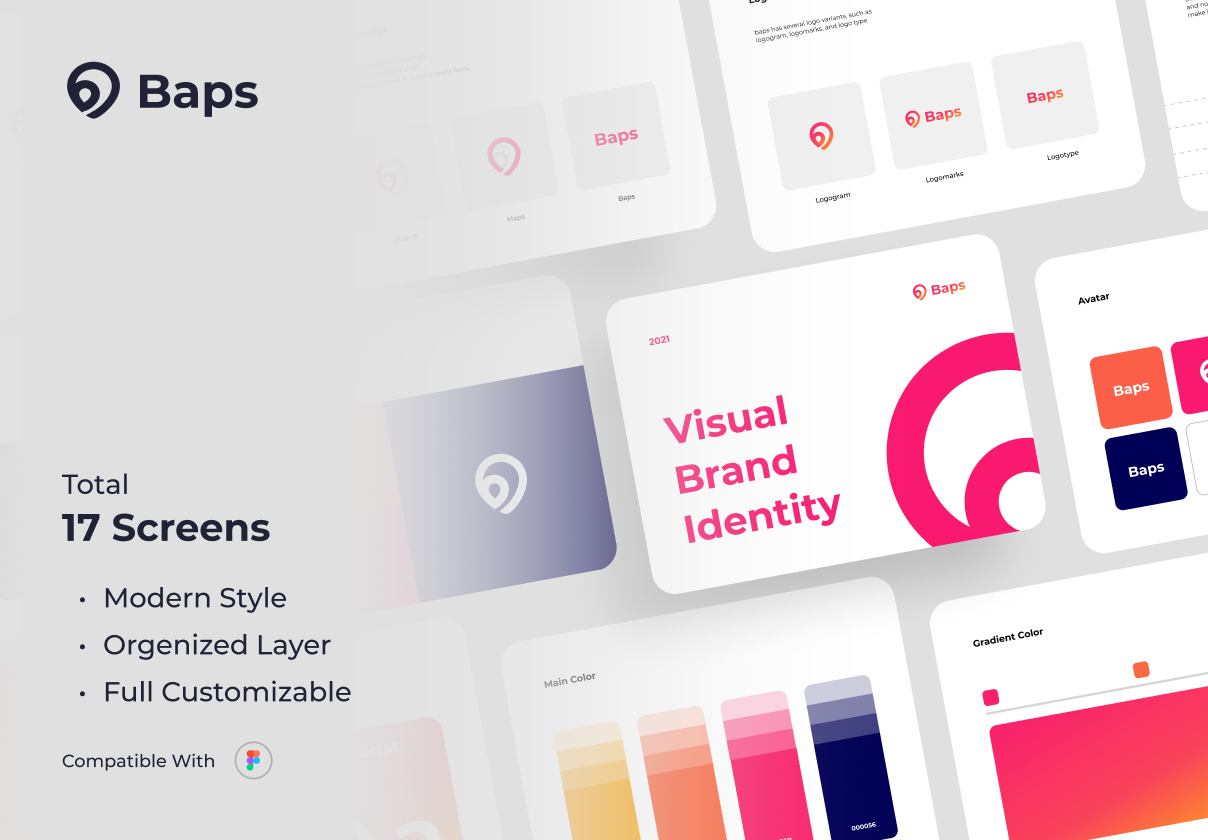 Baps
Total
17 Screens
• Modern Style
• Orgenized Layer
• Full Customizable
Compatible With
Maps
Baps
Baps
baps has several logo variants, such as
logogram, logomarks, and logo type
Baps
Baps
Logogram
Logomarks
Logotype
2021
Baps
Visual
Brand
Identity
Avatar
Baps
Baps
Main Color
000056
Gradient Color